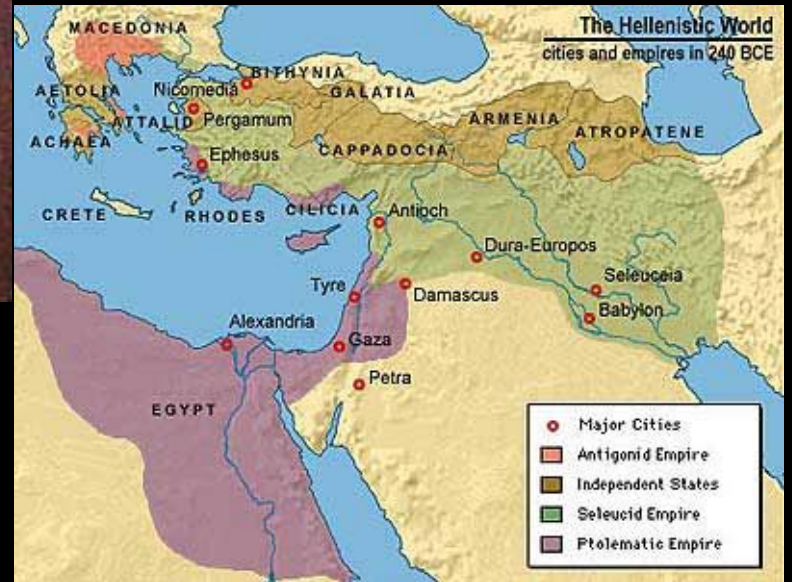 The Hellenistic World
cities and empires in 240 BCE
MACEDONIA
BITHYNIA
Nicomedia
GALATIA
AETOLIA
ATTALID
Pergamum
ARMENIA
ATROPATENE
ACHAEA
Ephesus
CAPPADOCIA
CRETE
RHODES
CILICIA
Antioch
Dura-Europos
Seleuceia
Tyre
Damascus
Babylon
Alexandria
Gaza
Petra
EGYPT
Major Cities
Antigonid Empire
Independent States
Seleucid Empire
Ptolematic Empire